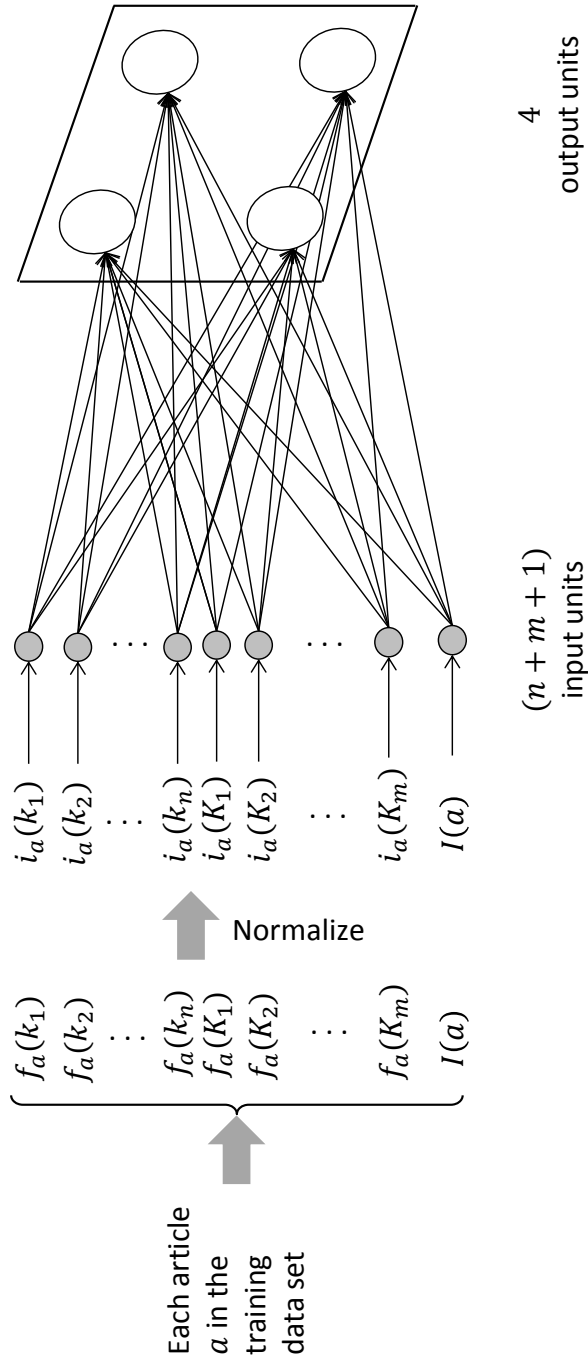 Each article
a in the
training
data set
f_a(k_1)
f_a(k_2)
...
f_a(k_n)
f_a(K_1)
f_a(K_2)
...
f_a(K_m)
I(a)
Normalize
i_a(k_1)
i_a(k_2)
...
i_a(k_n)
i_a(K_1)
i_a(K_2)
...
i_a(K_m)
I(a)
...
...
(n + m + 1)
input units
4
output units